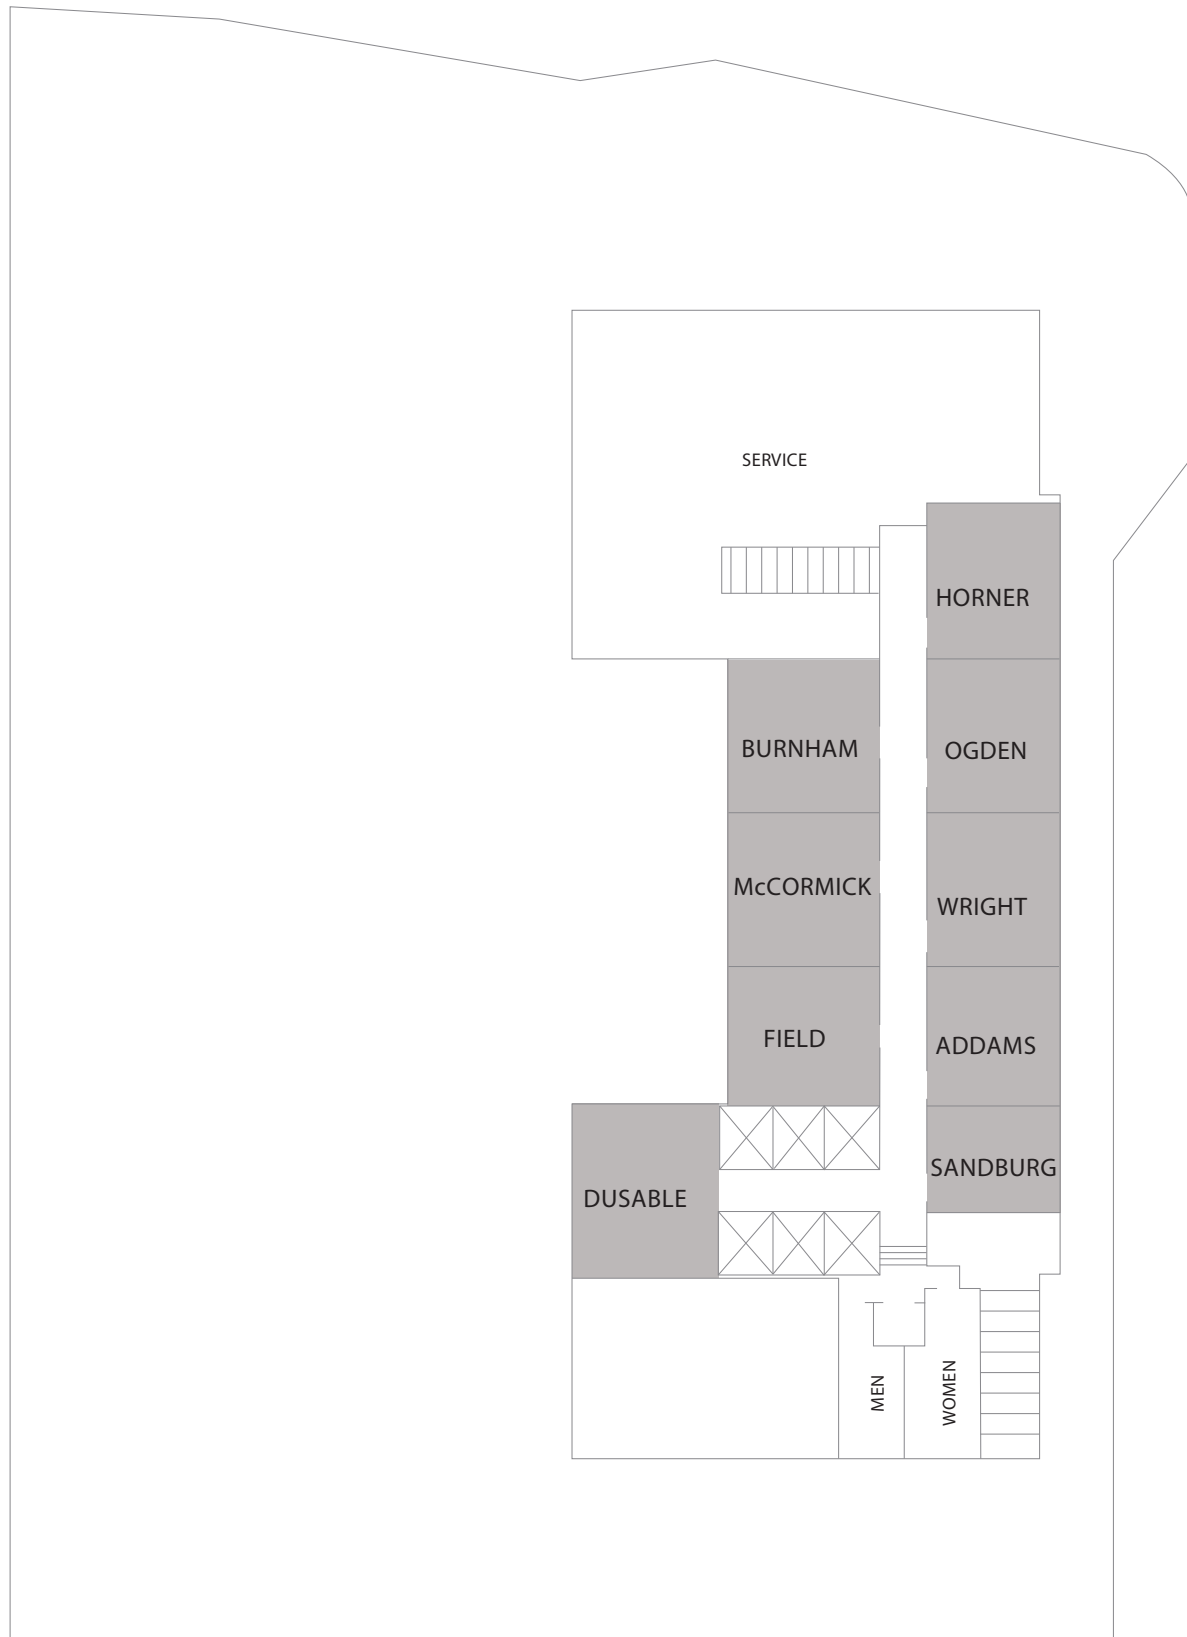 SERVICE
HORNER
BURNHAM
OGDEN
McCORMICK
WRIGHT
FIELD
ADDAMS
SANDBURG
DUSABLE
MEN
WOMEN